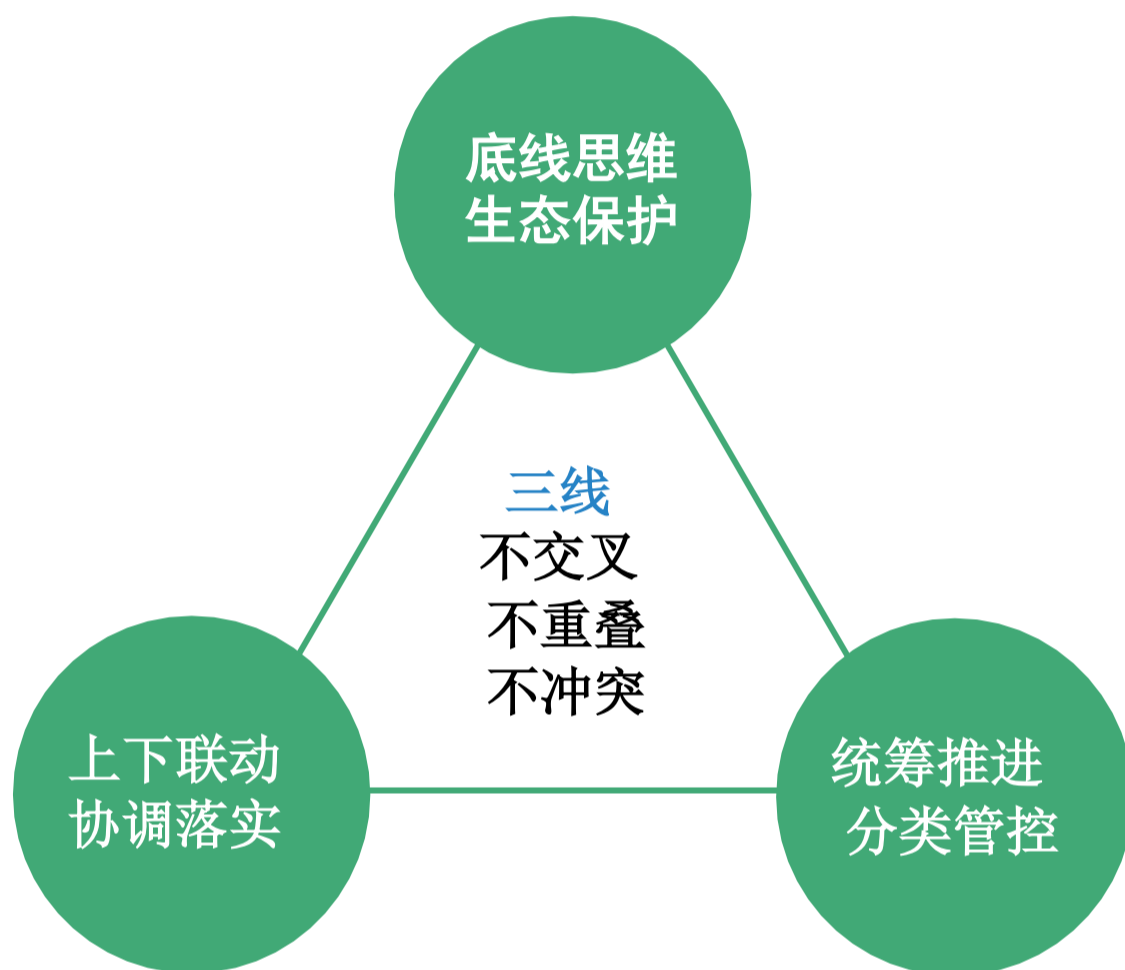 底线思维
生态保护
三线
不交叉
不重叠
不冲突
上下联动
协调落实
统筹推进
分类管控